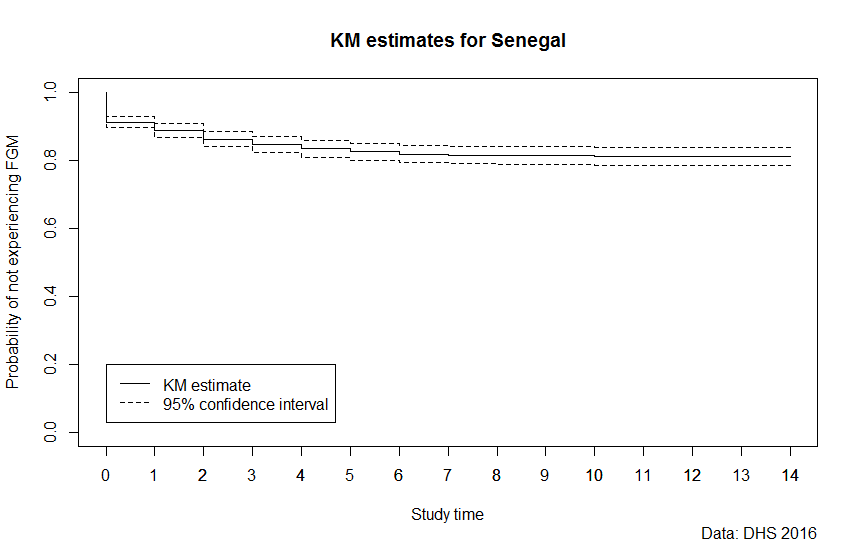 KM estimates for Senegal
Probability of not experiencing FGM
1.0
0.8
0.6
0.4
0.2
0.0
KM estimate
95% confidence interval
0 1 2 3 4 5 6 7 8 9 10 11 12 13 14
Study time
Data: DHS 2016